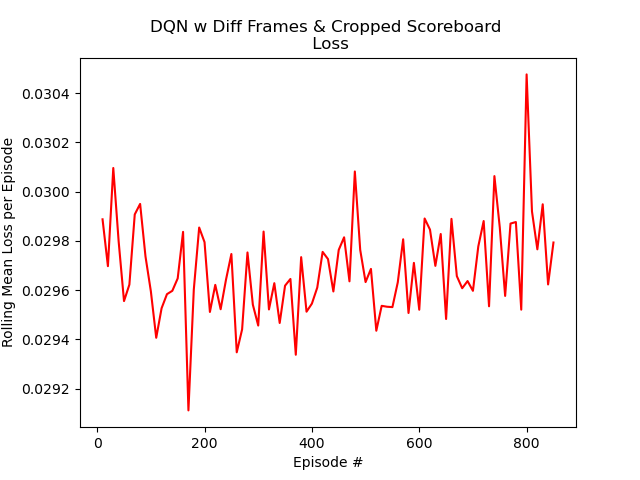 DQN w Diff Frames & Cropped Scoreboard
Loss
Rolling Mean Loss per Episode
0.0304
0.0302
0.0300
0.0298
0.0296
0.0294
0.0292
0 200 400 600 800
Episode #